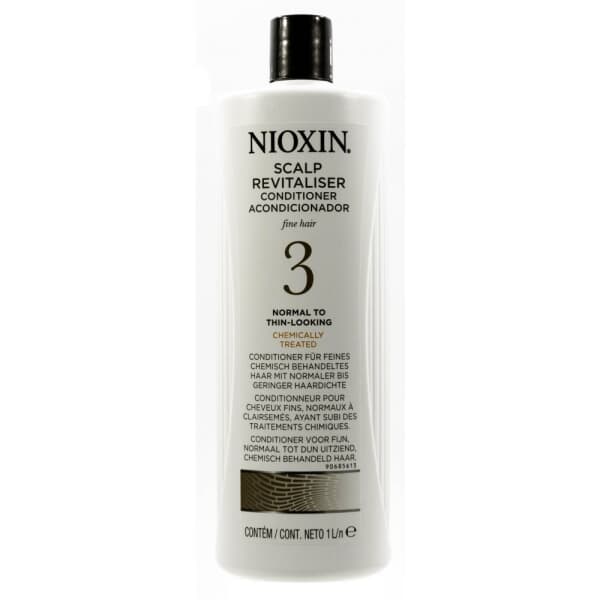 NIOXIN.
SCALP
REVITALISER
CONDITIONER
ACONDICIONADOR
fine hair
3
NORMAL TO
THIN-LOOKING
CHEMICALLY
TREATED
CONDITIONER FÜR FEINES
CHEMISCH BEHANDELTES
HAAR MIT NORMALER BIS
GERINGER HAARDICHTE
CONDITIONNEUR POUR
CHEVEUX FINS, NORMAUX À
CLAIRSEMÉS, AYANT SUBI DES
TRAITEMENTS CHIMIQUES.
CONDITIONER VOOR FIJN,
NORMAAL TOT DUN UITZIEND,
CHEMISCH BEHANDELD HAAR.
90685613
CONTÉM / CONT. NETO 1 L/n e